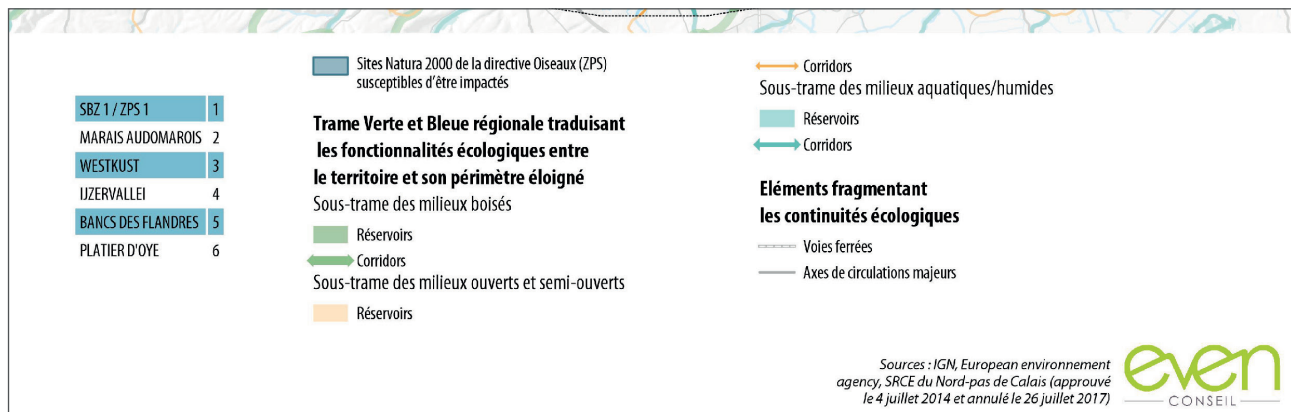 SBZ 1 / ZPS 1 1
MARAIS AUDOMAROIS 2
WESTKUST 3
IJZERVALLEI 4
BANCS DES FLANDRES 5
PLATIER D'OYE 6
Sites Natura 2000 de la directive Oiseaux (ZPS)
susceptibles d'être impactés
Trame Verte et Bleue régionale traduisant
les fonctionnalités écologiques entre
le territoire et son périmètre éloigné
Sous-trame des milieux boisés
Réservoirs
Corridors
Sous-trame des milieux ouverts et semi-ouverts
Réservoirs
Corridors
Sous-trame des milieux aquatiques/humides
Réservoirs
Corridors
Eléments fragmentant
les continuités écologiques
Voies ferrées
Axes de circulations majeurs
Sources : IGN, European environnement
agency, SRCE du Nord-pas de Calais (approuvé
le 4 juillet 2014 et annulé le 26 juillet 2017)
even
CONSEIL